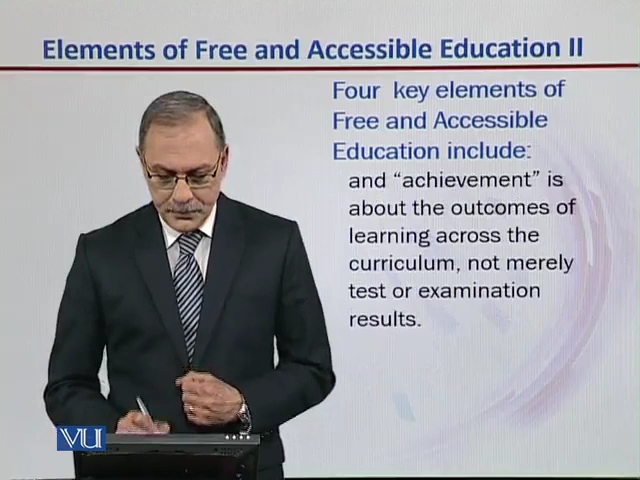 Elements of Free and Accessible Education II
Four key elements of
Free and Accessible
Education include:
and “achievement” is
about the outcomes of
learning across the
curriculum, not merely
test or examination
results.
VU